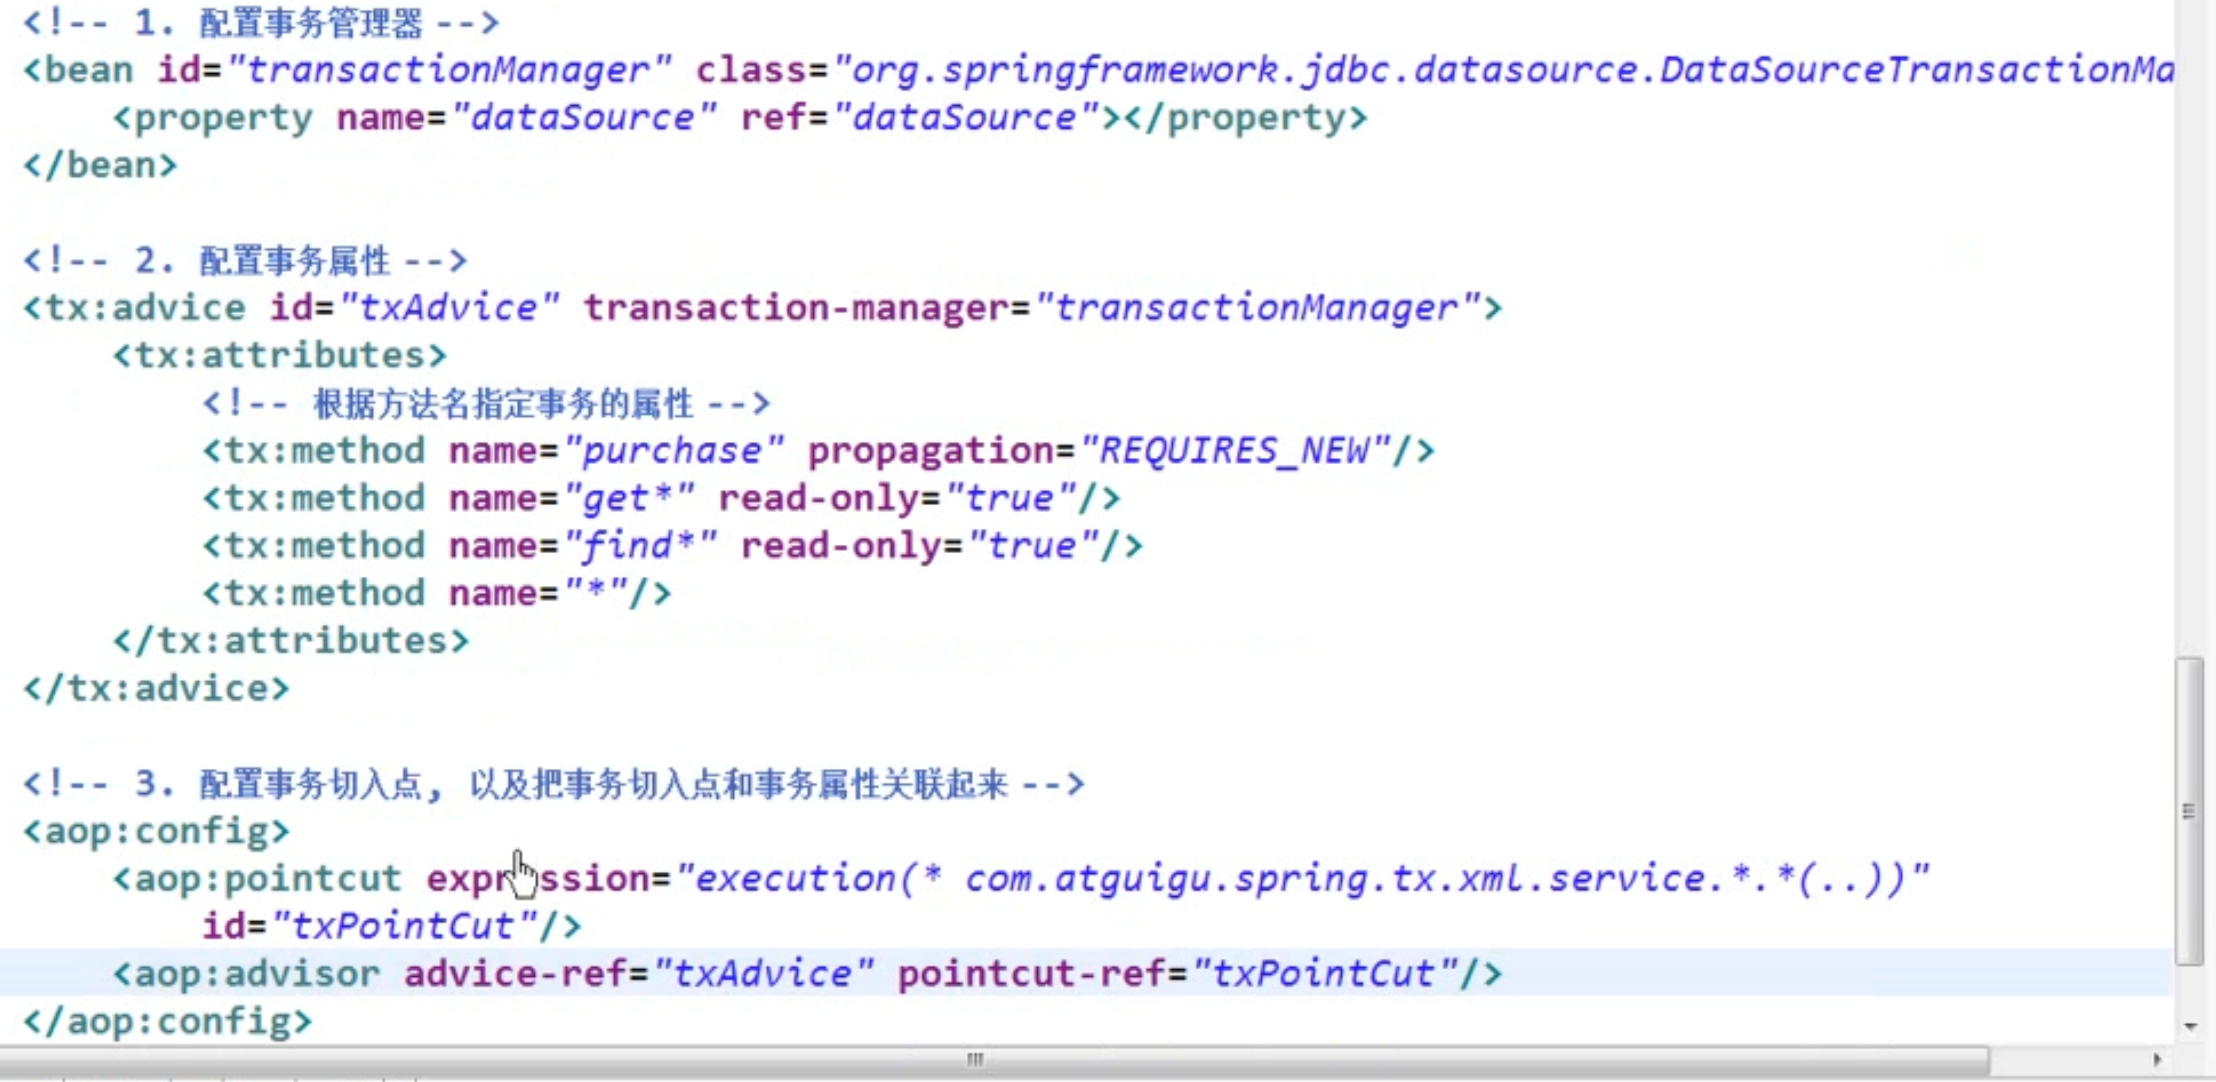 <!-- 1. 配置事务管理器 -->
<bean id="transactionManager" class="org.springframework.jdbc.datasource.DataSourceTransactionMa
    <property name="dataSource" ref="dataSource"></property>
</bean>
<!-- 2. 配置事务属性 -->
<tx:advice id="txAdvice" transaction-manager="transactionManager">
    <tx:attributes>
        <!-- 根据方法名指定事务的属性 -->
        <tx:method name="purchase" propagation="REQUIRES_NEW"/>
        <tx:method name="get*" read-only="true"/>
        <tx:method name="find*" read-only="true"/>
        <tx:method name="*"/>
    </tx:attributes>
</tx:advice>
<!-- 3. 配置事务切入点, 以及把事务切入点和事务属性关联起来 -->
<aop:config>
    <aop:pointcut expression="execution(* com.atguigu.spring.tx.xml.service.*.*(..))"
        id="txPointCut"/>
    <aop:advisor advice-ref="txAdvice" pointcut-ref="txPointCut"/>
</aop:config>